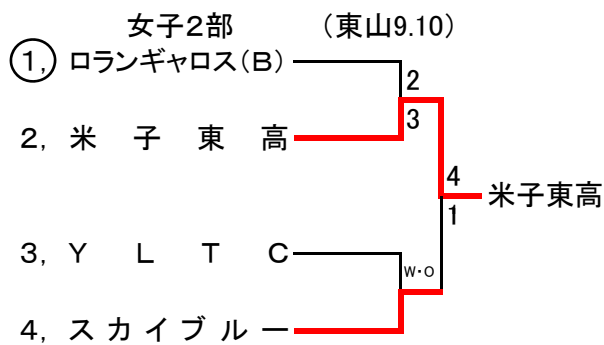 女子2部 (東山9.10)
①, ロランギャロス(B)
2
2, 米子東高
3
4
米子東高
1
3, YLTC
W・O
4, スカイブルー